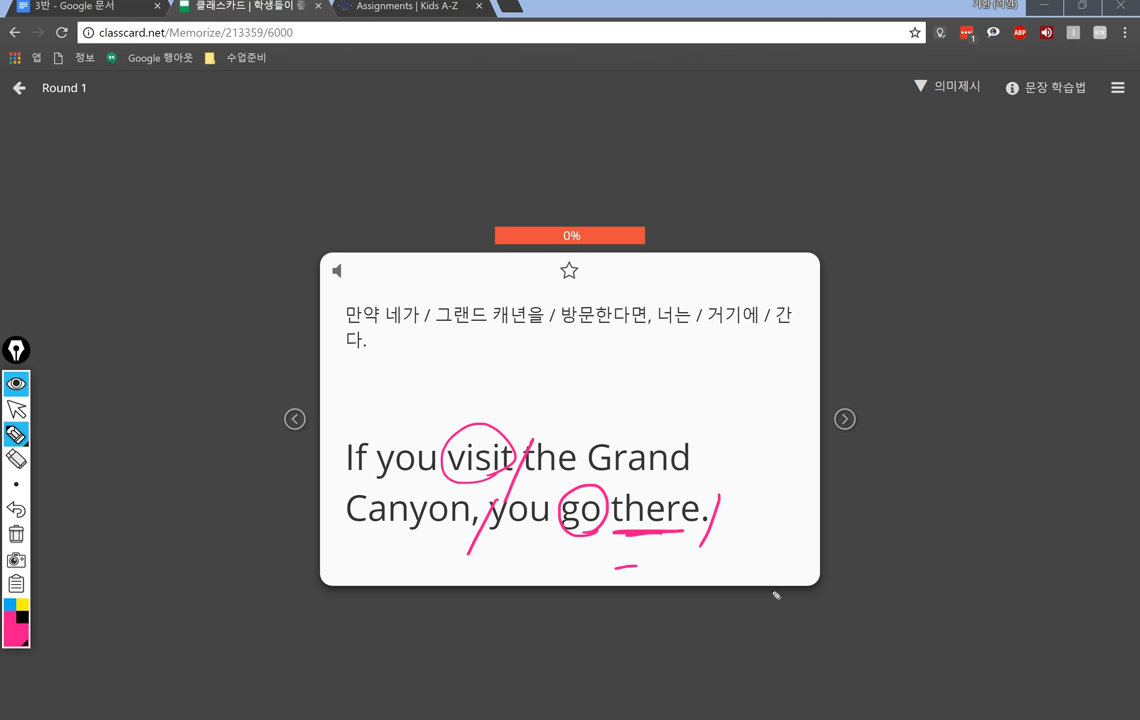 3반 - Google 문서
클래스카드 | 학생들이 좋
Assignments | Kids A-Z
classcard.net/Memorize/213359/6000
1
ABP
앱
정보
Google 행아웃
수업준비
Round 1
의미제시
문장 학습법
0%
만약 네가 / 그랜드 캐년을 / 방문한다면, 너는 / 거기에 / 간
다.
If you visit the Grand
Canyon, you go there.